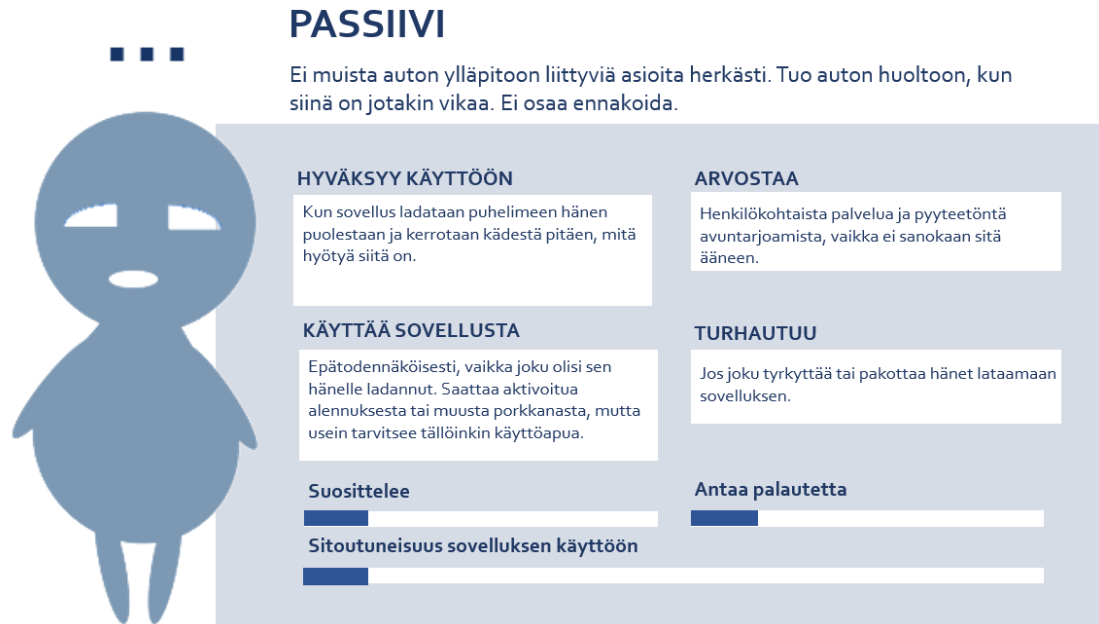 PASSIIVI
Ei muista auton ylläpitoon liittyviä asioita herkästi. Tuo auton huoltoon, kun
siinä on jotakin vikaa. Ei osaa ennakoida.
HYVÄKSYY KÄYTTÖÖN
Kun sovellus ladataan puhelimeen hänen
puolestaan ja kerrotaan kädestä pitäen, mitä
hyötyä siitä on.
ARVOSTAA
Henkilökohtaista palvelua ja pyyteetöntä
avuntarjoamista, vaikka ei sanokaan sitä
ääneen.
KÄYTTÄÄ SOVELLUSTA
Epätodennäköisesti, vaikka joku olisi sen
hänelle ladannut. Saattaa aktivoitua
alennuksesta tai muusta porkkanasta, mutta
usein tarvitsee tällöinkin käyttöapua.
TURHAUTUU
Jos joku tyrkyttää tai pakottaa hänet lataamaan
sovelluksen.
Suosittelee
Antaa palautetta
Sitoutuneisuus sovelluksen käyttöön